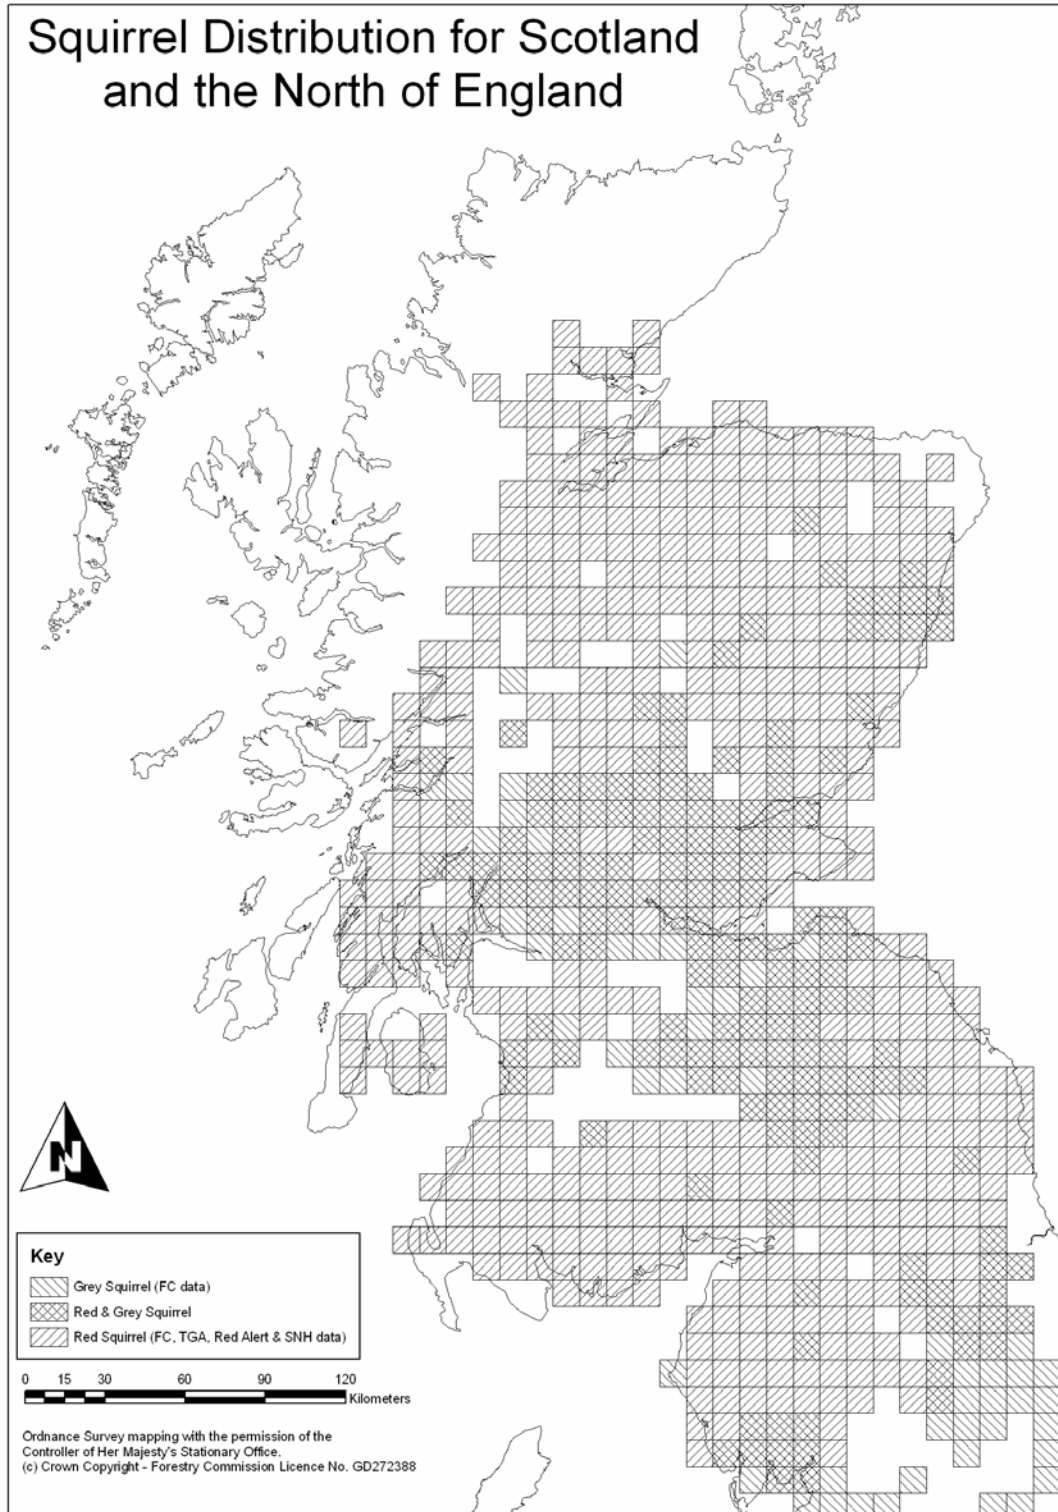 Squirrel Distribution for Scotland
and the North of England
N
Key
Grey Squirrel (FC data)
Red & Grey Squirrel
Red Squirrel (FC, TGA, Red Alert & SNH data)
0 15 30 60 90 120
Kilometers
Ordnance Survey mapping with the permission of the
Controller of Her Majesty's Stationary Office.
(c) Crown Copyright - Forestry Commission Licence No. GD272388